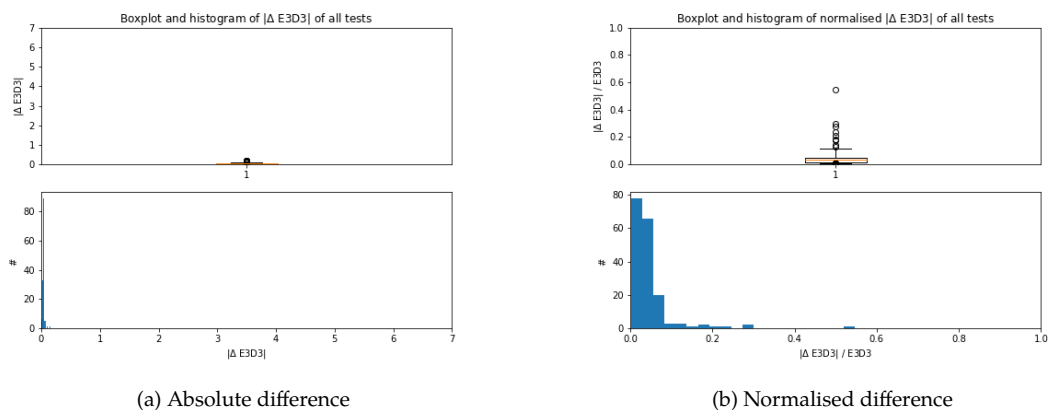 Boxplot and histogram of |Δ E3D3| of all tests
7
6
5
4
3
2
1
0
|Δ E3D3|
1
80
60
40
20
0
#
0 1 2 3 4 5 6 7
|Δ E3D3|
(a) Absolute difference
Boxplot and histogram of normalised |Δ E3D3| of all tests
1.0
0.8
0.6
0.4
0.2
0.0
|Δ E3D3| / E3D3
1
80
60
40
20
0
#
0.0 0.2 0.4 0.6 0.8 1.0
|Δ E3D3| / E3D3
(b) Normalised difference